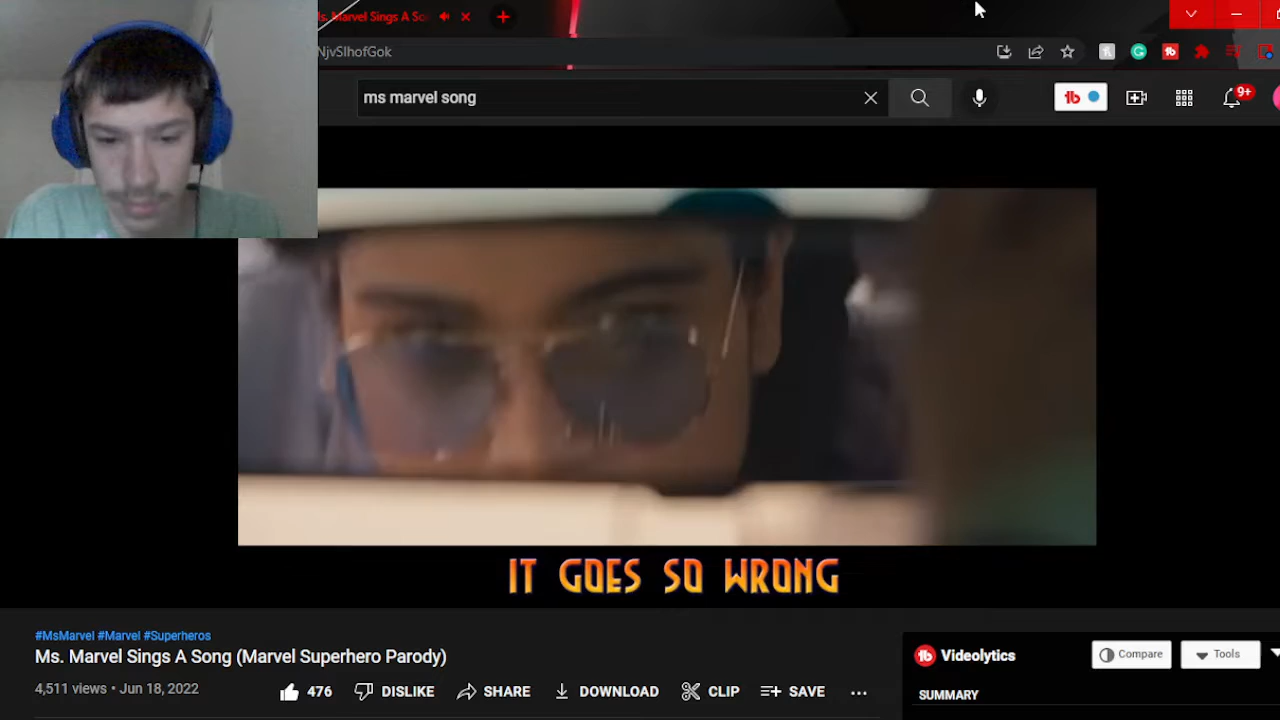 Ms. Marvel Sings A So
NjvSlhofGok
ms marvel song
9+
IT GOES SO WRONG
#MsMarvel #Marvel #Superheros
Ms. Marvel Sings A Song (Marvel Superhero Parody)
4,511 views • Jun 18, 2022
476
DISLIKE
SHARE
DOWNLOAD
CLIP
SAVE
Videolytics
Compare
Tools
SUMMARY